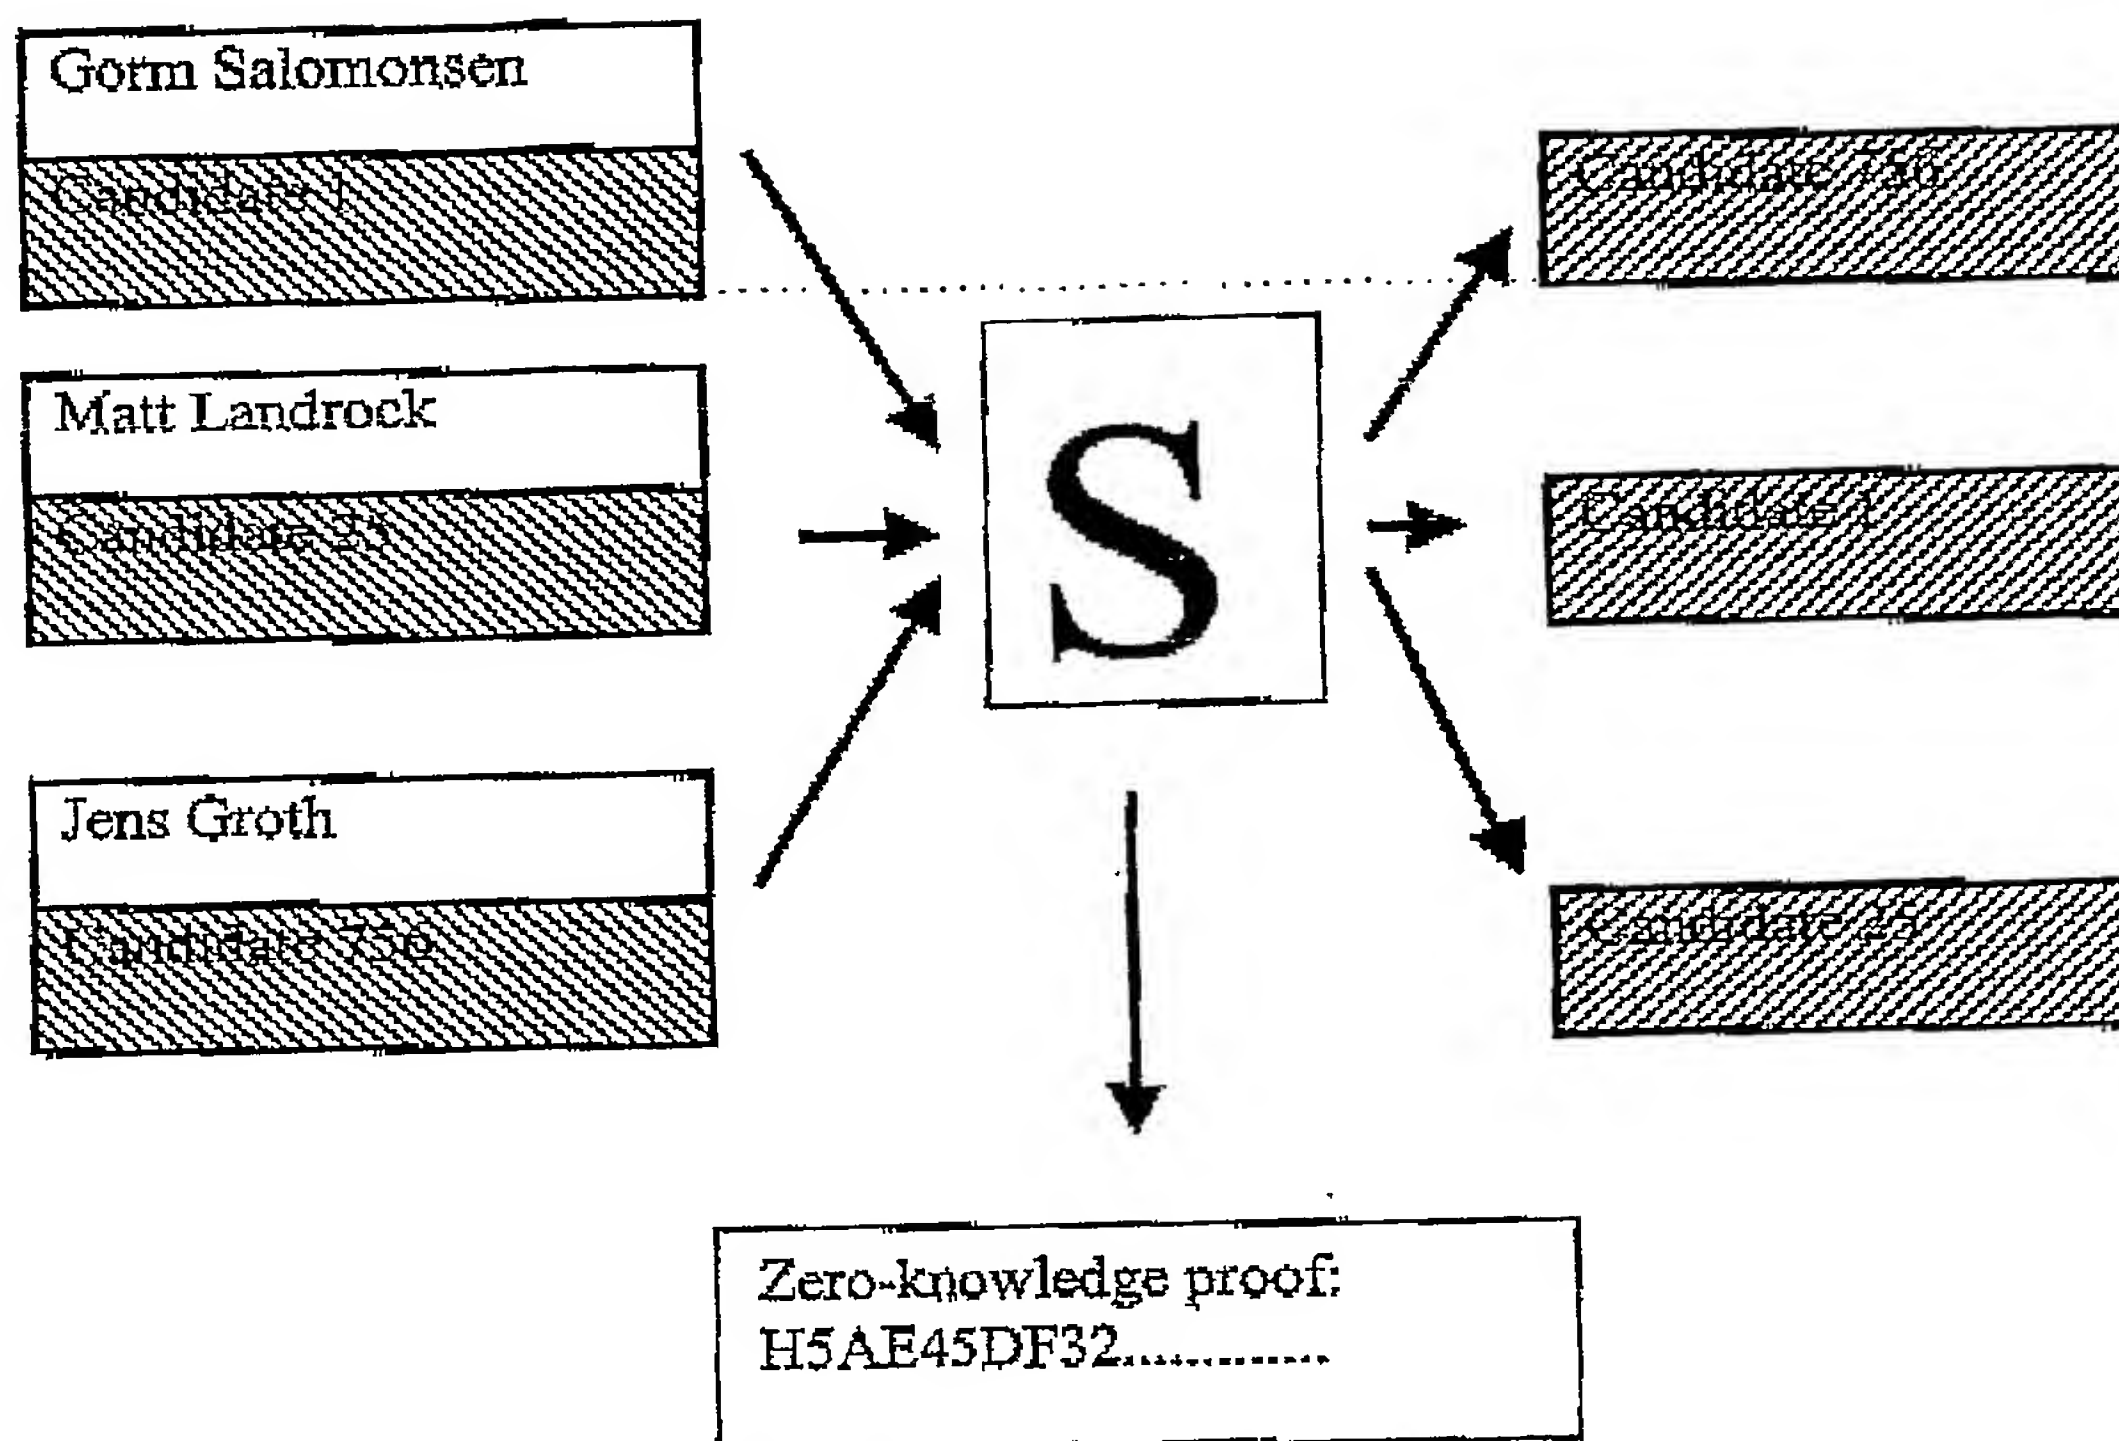 Gorm Salomonsen
Candidate 1
Matt Landrock
Candidate 25
Jens Groth
Candidate 756
S
Candidate 756
Candidate 1
Candidate 25
Zero-knowledge proof:
H5AE45DF32..............